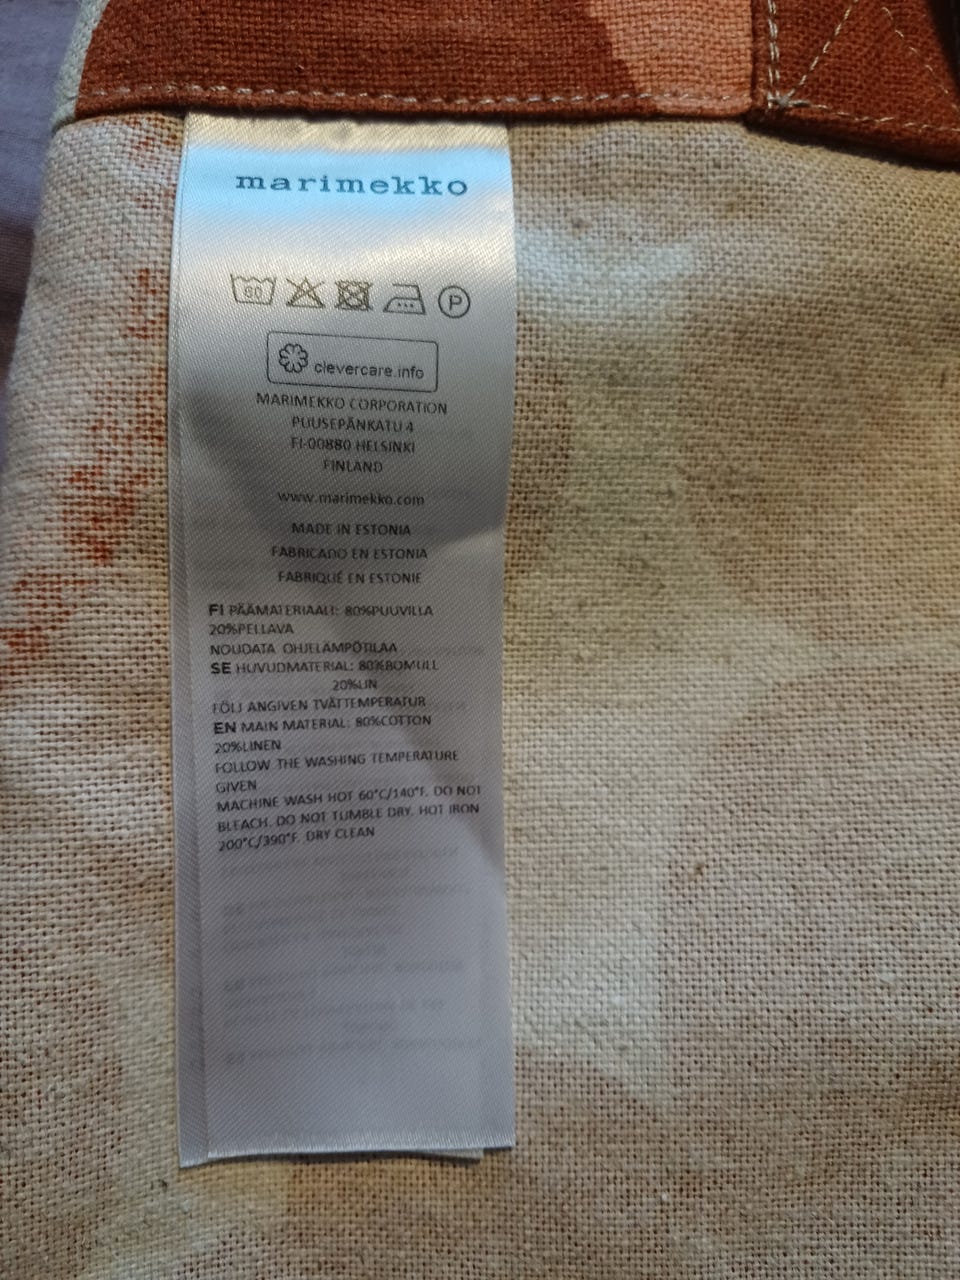 marimekko
60 P
clevercare.info
MARIMEKKO CORPORATION
PUUSEPÄNKATU 4
FI-00880 HELSINKI
FINLAND
www.marimekko.com
MADE IN ESTONIA
FABRICADO EN ESTONIA
FABRIQUÉ EN ESTONIE
FI PÄÄMATERIAALI: 80%PUUVILLA
20%PELLAVA
NOUDATA OHJELÄMPÖTILAA
SE HUVUDMATERIAL: 80%BOMULL
20%LIN
FÖLJ ANGIVEN TVÄTTEMPERATUR
EN MAIN MATERIAL: 80%COTTON
20%LINEN
FOLLOW THE WASHING TEMPERATURE
GIVEN
MACHINE WASH HOT 60°C/140°F. DO NOT
BLEACH. DO NOT TUMBLE DRY. HOT IRON
200°C/390°F. DRY CLEAN